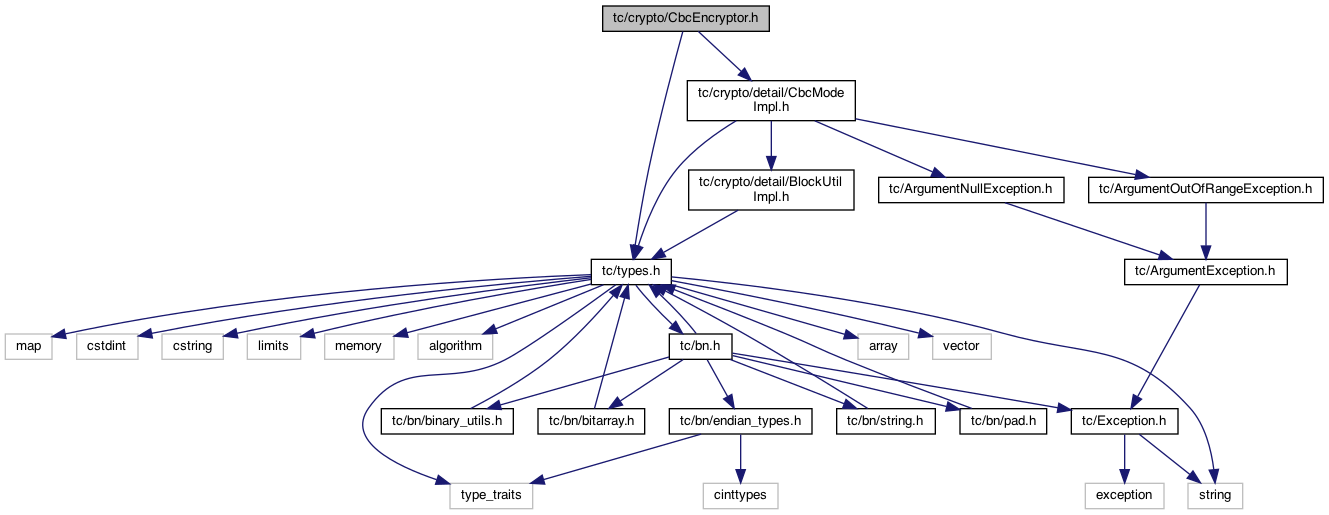 tc/crypto/CbcEncryptor.h
tc/crypto/detail/CbcMode
Impl.h
tc/crypto/detail/BlockUtil
Impl.h
tc/ArgumentNullException.h
tc/ArgumentOutOfRangeException.h
tc/types.h
tc/ArgumentException.h
map
cstdint
cstring
limits
memory
algorithm
tc/bn.h
array
vector
tc/bn/binary_utils.h
tc/bn/bitarray.h
tc/bn/endian_types.h
tc/bn/string.h
tc/bn/pad.h
tc/Exception.h
type_traits
cinttypes
exception
string